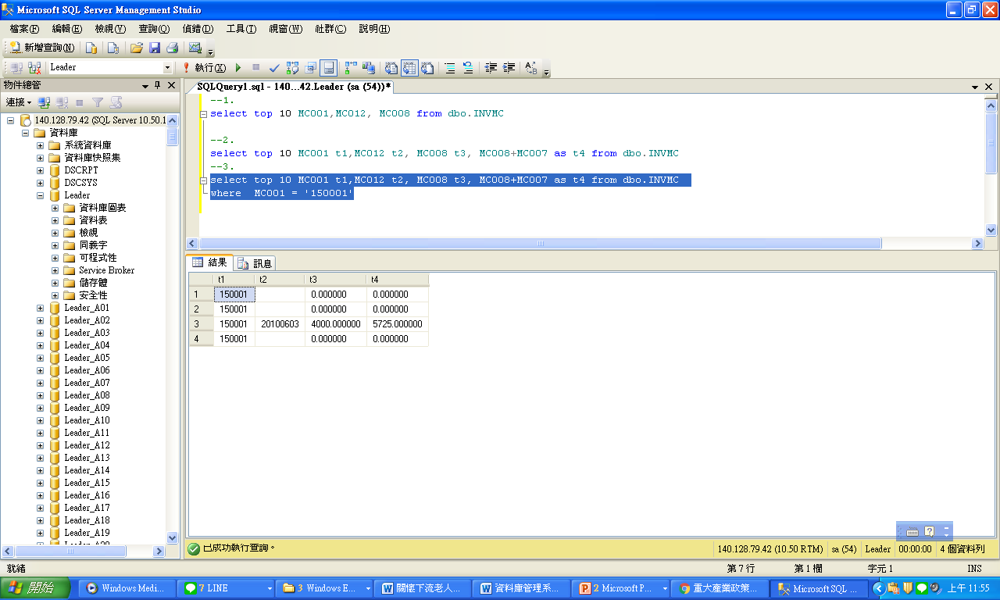 Microsoft SQL Server Management Studio
檔案(F) 編輯(E) 檢視(V) 查詢(Q) 偵錯(D) 工具(T) 視窗(W) 社群(C) 說明(H)
新增查詢(N)
Leader 執行(X)
物件總管
連接
140.128.79.42 (SQL Server 10.50.1
資料庫
系統資料庫
資料庫快照集
DSCRPT
DSCSYS
Leader
資料庫圖表
資料表
檢視
同義字
可程式性
Service Broker
儲存體
安全性
Leader_A01
Leader_A02
Leader_A03
Leader_A04
Leader_A05
Leader_A06
Leader_A07
Leader_A08
Leader_A09
Leader_A10
Leader_A11
Leader_A12
Leader_A13
Leader_A14
Leader_A15
Leader_A16
Leader_A17
Leader_A18
Leader_A19
Leader_A20
SQLQuery1.sql - 140...42.Leader (sa (54))*
--1.
select top 10 MC001,MC012, MC008 from dbo.INVMC
--2.
select top 10 MC001 t1,MC012 t2, MC008 t3, MC008+MC007 as t4 from dbo.INVMC
--3.
select top 10 MC001 t1,MC012 t2, MC008 t3, MC008+MC007 as t4 from dbo.INVMC
where  MC001 = '150001'
結果 訊息
t1 t2 t3 t4
1 150001 0.000000 0.000000
2 150001 0.000000 0.000000
3 150001 20100603 4000.000000 5725.000000
4 150001 0.000000 0.000000
已成功執行查詢。 140.128.79.42 (10.50 RTM) sa (54) Leader 00:00:00 4 個資料列
就緒 第 7 行 第 1 欄 字元 1 INS
開始 Windows Medi... 7 LINE 3 Windows E... 關懷下流老人... 資料庫管理系... 2 Microsoft P... 重大產業政策... Microsoft SQL ... 上午 11:55